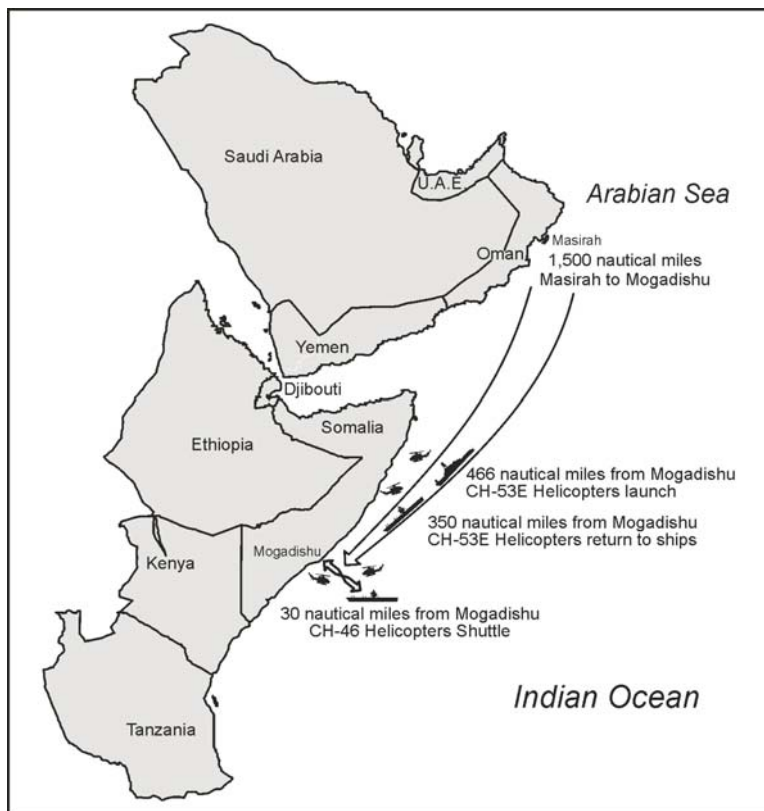 Saudi Arabia
U.A.E.
Arabian Sea
Masirah
Oman
1,500 nautical miles
Masirah to Mogadishu
Yemen
Djibouti
Somalia
Ethiopia
466 nautical miles from Mogadishu
CH-53E Helicopters launch
350 nautical miles from Mogadishu
CH-53E Helicopters return to ships
Mogadishu
Kenya
30 nautical miles from Mogadishu
CH-46 Helicopters Shuttle
Indian Ocean
Tanzania